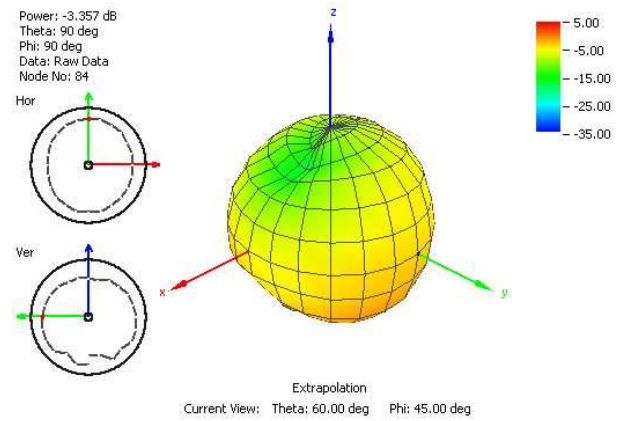 Power: -3.357 dB
Theta: 90 deg
Phi: 90 deg
Data: Raw Data
Node No: 84
Hor
Ver
z
x
y
5.00
-5.00
-15.00
-25.00
-35.00
Extrapolation
Current View: Theta: 60.00 deg Phi: 45.00 deg